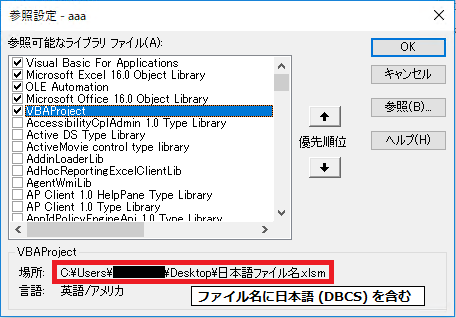 参照設定 - aaa
参照可能なライブラリ ファイル(A):
Visual Basic For Applications
Microsoft Excel 16.0 Object Library
OLE Automation
Microsoft Office 16.0 Object Library
VBAProject
AccessibilityCplAdmin 1.0 Type Library
Active DS Type Library
ActiveMovie control type library
AddinLoaderLib
AdHocReportingExcelClientLib
AgentWmiLib
AP Client 1.0 HelpPane Type Library
AP Client 1.0 Type Library
AppIdPolicyEngineApi 1.0 Type Library
OK
キャンセル
参照(B)...
優先順位
ヘルプ(H)
VBAProject
場所: C:¥Users¥ ¥Desktop¥日本語ファイル名.xlsm
言語: 英語/アメリカ
ファイル名に日本語 (DBCS) を含む